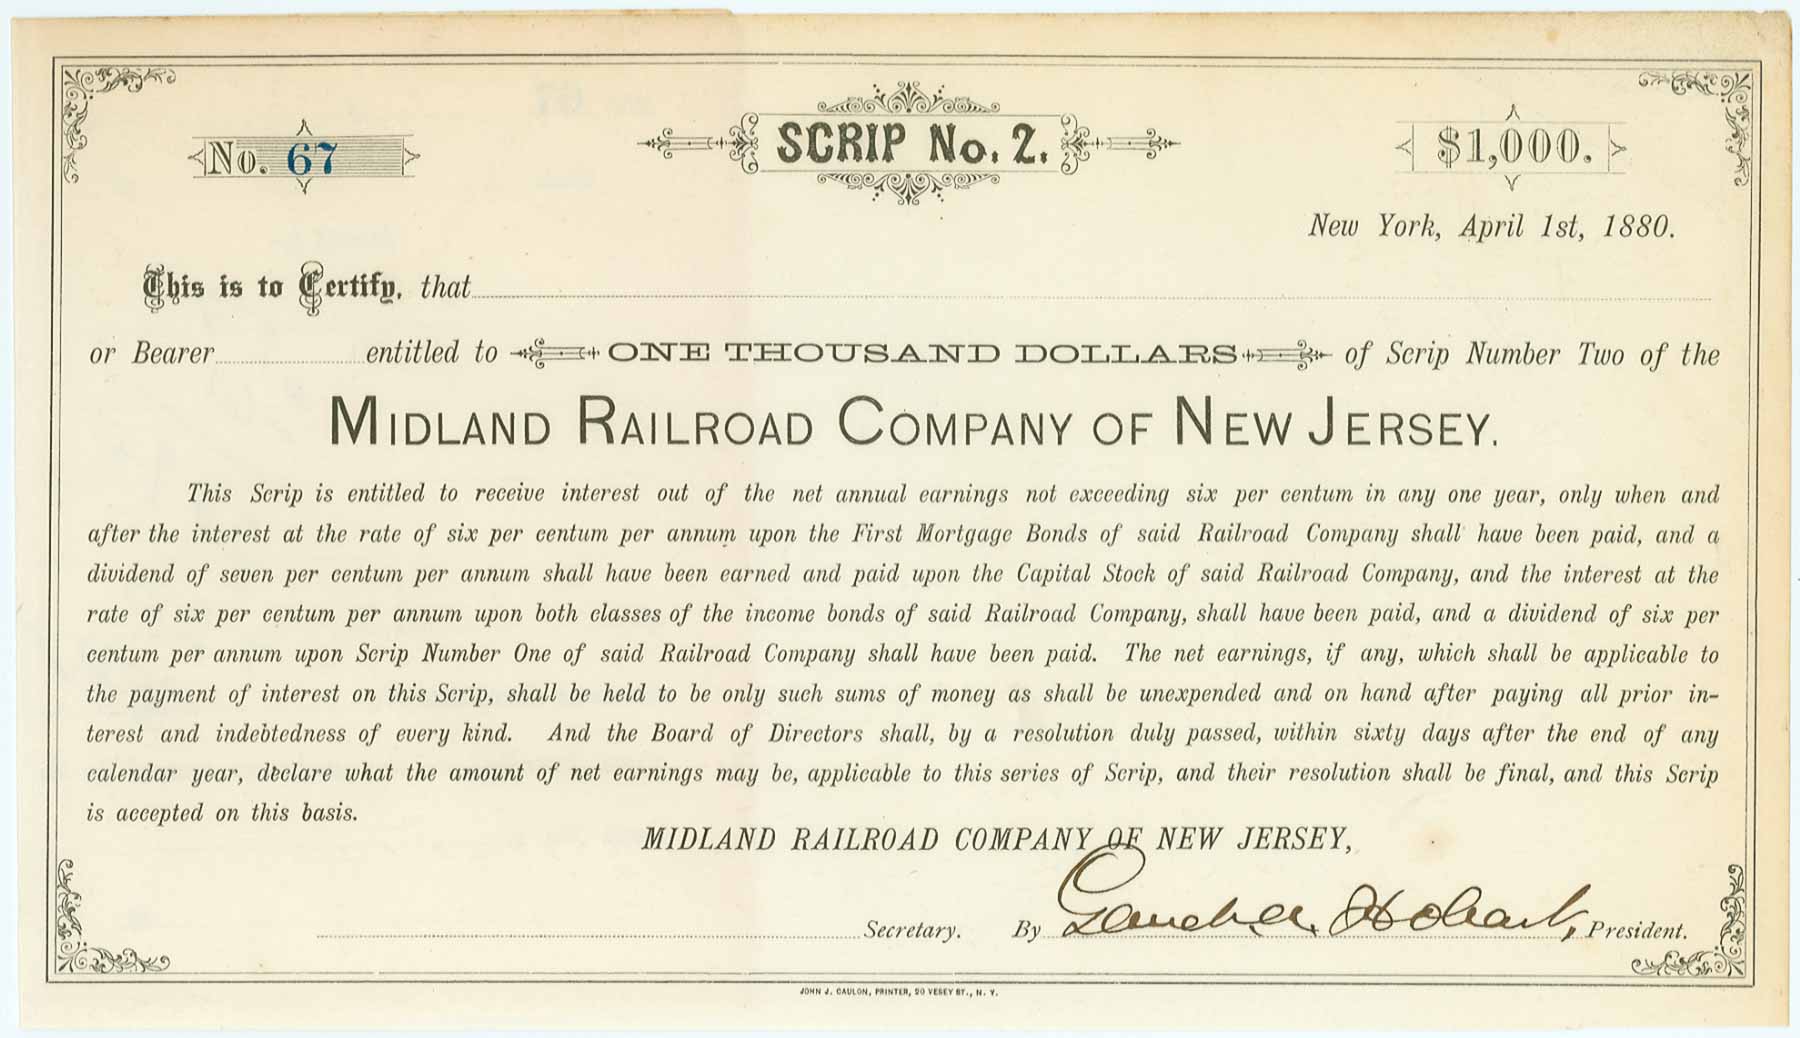 No. 67
SCRIP No. 2.
$1,000.
New York, April 1st, 1880.
This is to Certify, that
or Bearer entitled to ONE THOUSAND DOLLARS of Scrip Number Two of the
MIDLAND RAILROAD COMPANY OF NEW JERSEY.
This Scrip is entitled to receive interest out of the net annual earnings not exceeding six per centum in any one year, only when and
after the interest at the rate of six per centum per annum upon the First Mortgage Bonds of said Railroad Company shall have been paid, and a
dividend of seven per centum per annum shall have been earned and paid upon the Capital Stock of said Railroad Company, and the interest at the
rate of six per centum per annum upon both classes of the income bonds of said Railroad Company, shall have been paid, and a dividend of six per
centum per annum upon Scrip Number One of said Railroad Company shall have been paid. The net earnings, if any, which shall be applicable to
the payment of interest on this Scrip, shall be held to be only such sums of money as shall be unexpended and on hand after paying all prior in-
terest and indebtedness of every kind. And the Board of Directors shall, by a resolution duly passed, within sixty days after the end of any
calendar year, declare what the amount of net earnings may be, applicable to this series of Scrip, and their resolution shall be final, and this Scrip
is accepted on this basis.
MIDLAND RAILROAD COMPANY OF NEW JERSEY,
Secretary. By Garret A. Hobart, President.
JOHN J. CAULON, PRINTER, 20 VESEY ST., N. Y.